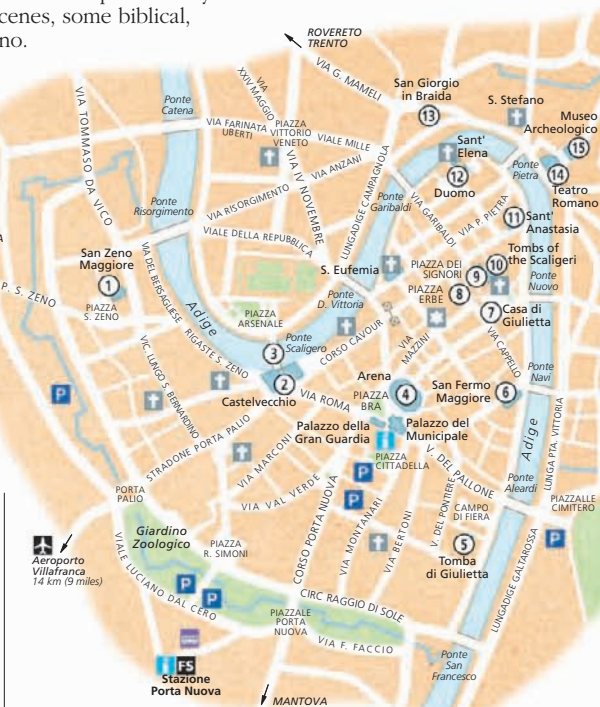 cenes, some biblical,
no.
ROVERETO
TRENTO
VIA G. MAMELI
VIA
XXIV MAGGIO
San Giorgio
in Braida
13
S. Stefano
Museo
Archeologico
15
Ponte
Catena
VIA TOMMASO DA VICO
VIA FARINATA
UBERTI
PIAZZA
VITTORIO
VENETO
VIALE MILLE
VIA ANZANI
VIA IV NOVEMBRE
LUNGADIGE CAMPAGNOLA
Sant'
Elena
12
Duomo
Ponte
Pietra
14
Teatro
Romano
Ponte
Risorgimento
VIA RISORGIMENTO
VIALE DELLA REPUBBLICA
Ponte
Garibaldi
VIA GARIBALDI
VIA P. PIETRA
11
Sant'
Anastasia
San Zeno
Maggiore
1
PIAZZA
S. ZENO
P. S. ZENO
VIA DEL BERSAGLIERE
Adige
RIGASTE S. ZENO
S. Eufemia
PIAZZA DEI
SIGNORI
9
10
Tombs of
the Scaligeri
PIAZZA
ERBE
8
Ponte
Nuovo
7
Casa di
Giulietta
Ponte
D. Vittoria
PIAZZA
ARSENALE
3
Ponte
Scaligero
CORSO CAVOUR
VIA
MAZZINI
VIA CAPPELLO
VIC. LUNGO S. BERNARDINO
2
Castelvecchio
VIA ROMA
Arena
4
PIAZZA
BRA
San Fermo
Maggiore
6
Ponte
Navi
P
Palazzo della
Gran Guardia
Palazzo del
Municipale
i
STRADONE PORTA PALIO
VIA MARCONI
PIAZZA
CITTADELLA
P
P
V. DEL PALLONE
Adige
LUNGA PTA. VITTORIA
Ponte
Aleardi
PIAZZALLE
CIMITERO
P
PORTA
PALIO
VIA VAL VERDE
CORSO PORTA NUOVA
VIA MONTANARI
VIA BERTONI
V. DEL PONTIERE
CAMPO
DI FIERA
5
Tomba
di Giulietta
LUNGADIGE GALTAROSSA
Giardino
Zoologico
PIAZZA
R. SIMONI
Aeroporto
Villafranca
14 km (9 miles)
VIALE LUCIANO DAL CERO
P
P
CIRC RAGGIO DI SOLE
PIAZZALE
PORTA
NUOVA
VIA F. FACCIO
i
FS
Stazione
Porta Nuova
Ponte
San
Francesco
MANTOVA